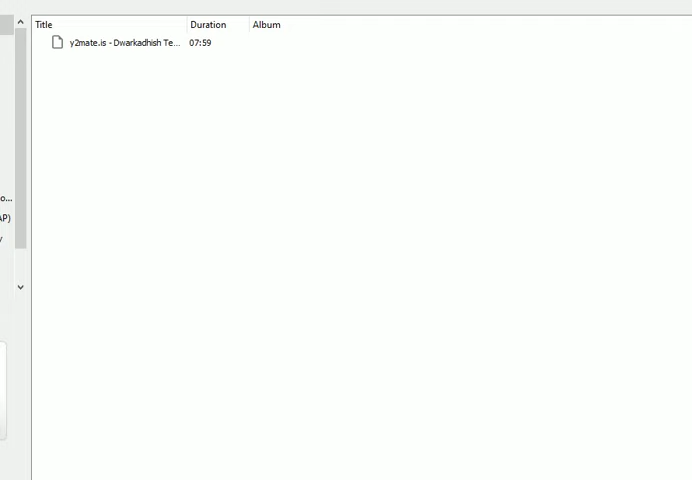 Title Duration Album
y2mate.is - Dwarkadhish Te... 07:59
o...
AP)
y